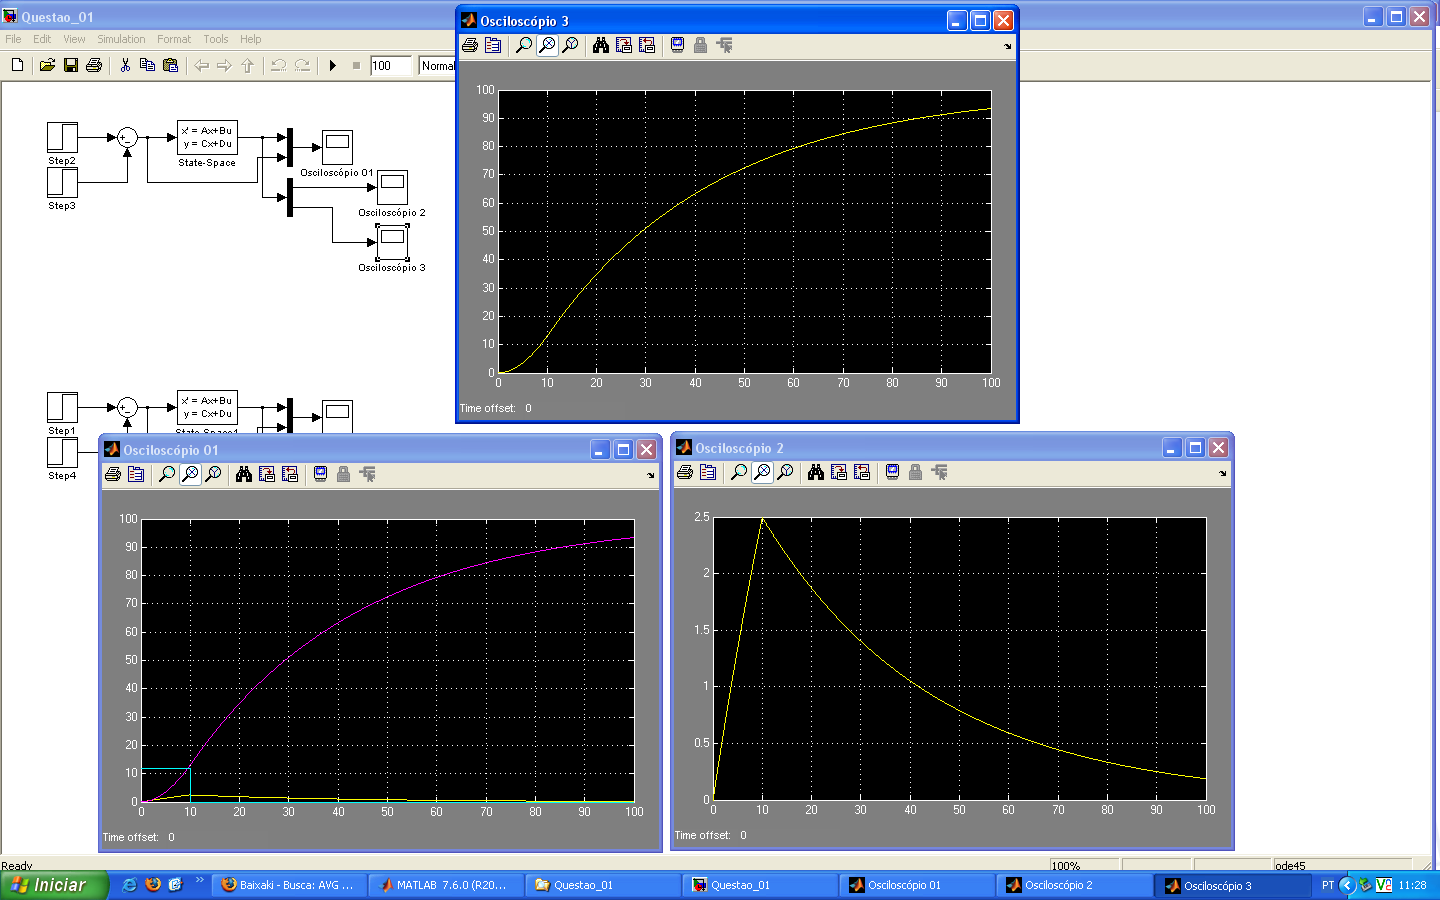 Questao_01
File Edit View Simulation Format Tools Help
100
Normal
Step2
Step3
x' = Ax+Bu
y = Cx+Du
State-Space
Osciloscópio 01
Osciloscópio 2
Osciloscópio 3
Step1
Step4
x' = Ax+Bu
y = Cx+Du
State-Space1
Osciloscópio 3
100
90
80
70
60
50
40
30
20
10
0
0 10 20 30 40 50 60 70 80 90 100
Time offset: 0
Osciloscópio 01
100
90
80
70
60
50
40
30
20
10
0
0 10 20 30 40 50 60 70 80 90 100
Time offset: 0
Osciloscópio 2
2.5
2
1.5
1
0.5
0
0 10 20 30 40 50 60 70 80 90 100
Time offset: 0
Ready
100%
ode45
Iniciar
Baixaki - Busca: AVG ...
MATLAB 7.6.0 (R20...
Questao_01
Questao_01
Osciloscópio 01
Osciloscópio 2
Osciloscópio 3
PT
11:28